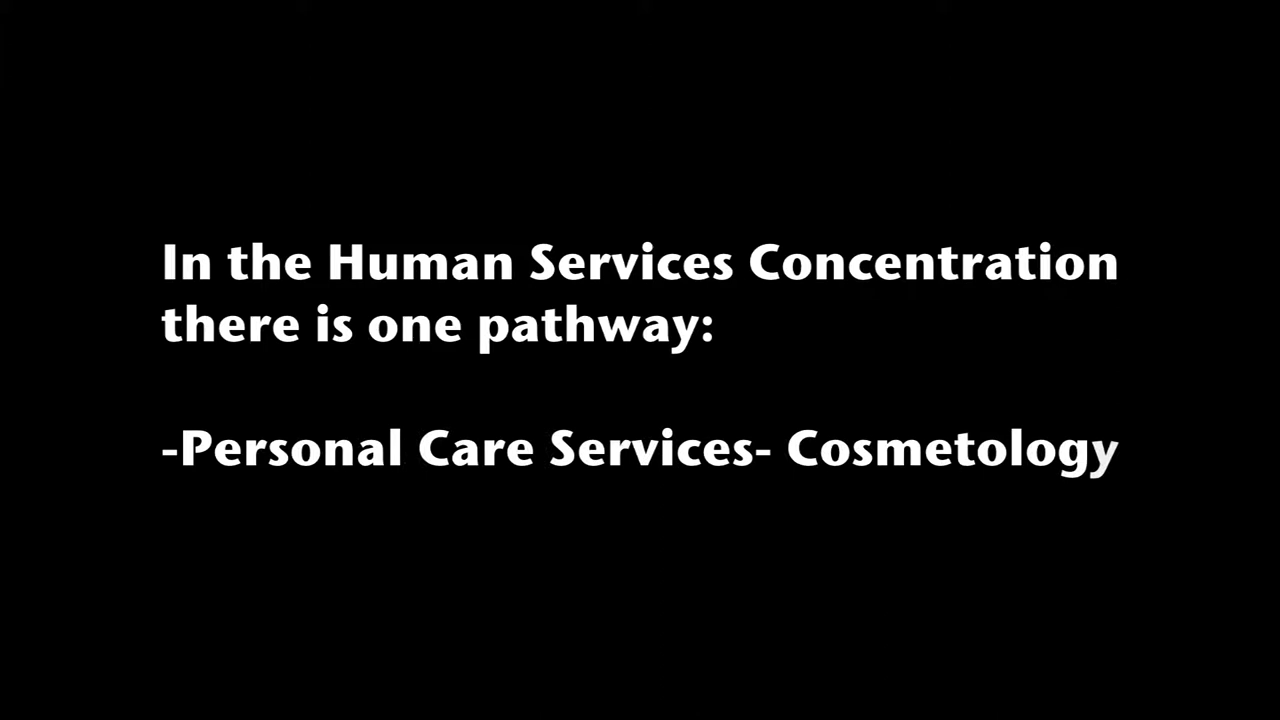 In the Human Services Concentration
there is one pathway:
-Personal Care Services- Cosmetology